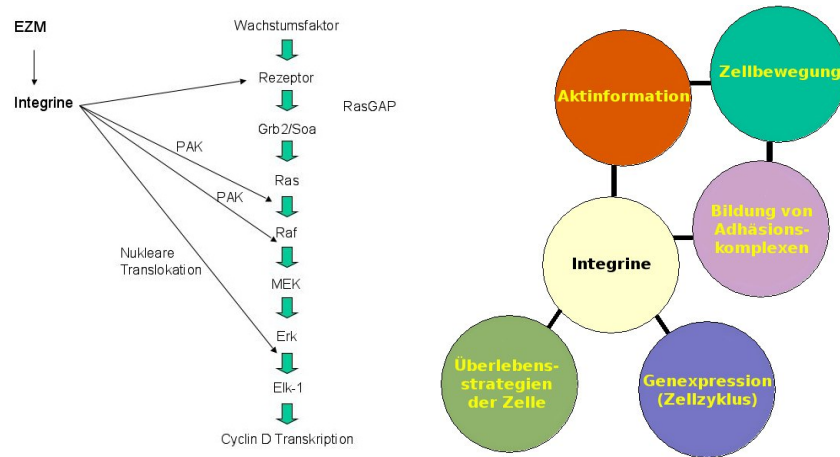 EZM
Integrine
Wachstumsfaktor
Rezeptor
RasGAP
Grb2/Soa
PAK
Ras
PAK
Raf
Nukleare
Translokation
MEK
Erk
Elk-1
Cyclin D Transkription
Aktinformation
Zellbewegung
Bildung von
Adhäsions-
komplexen
Integrine
Überlebens-
strategien
der Zelle
Genexpression
(Zellzyklus)